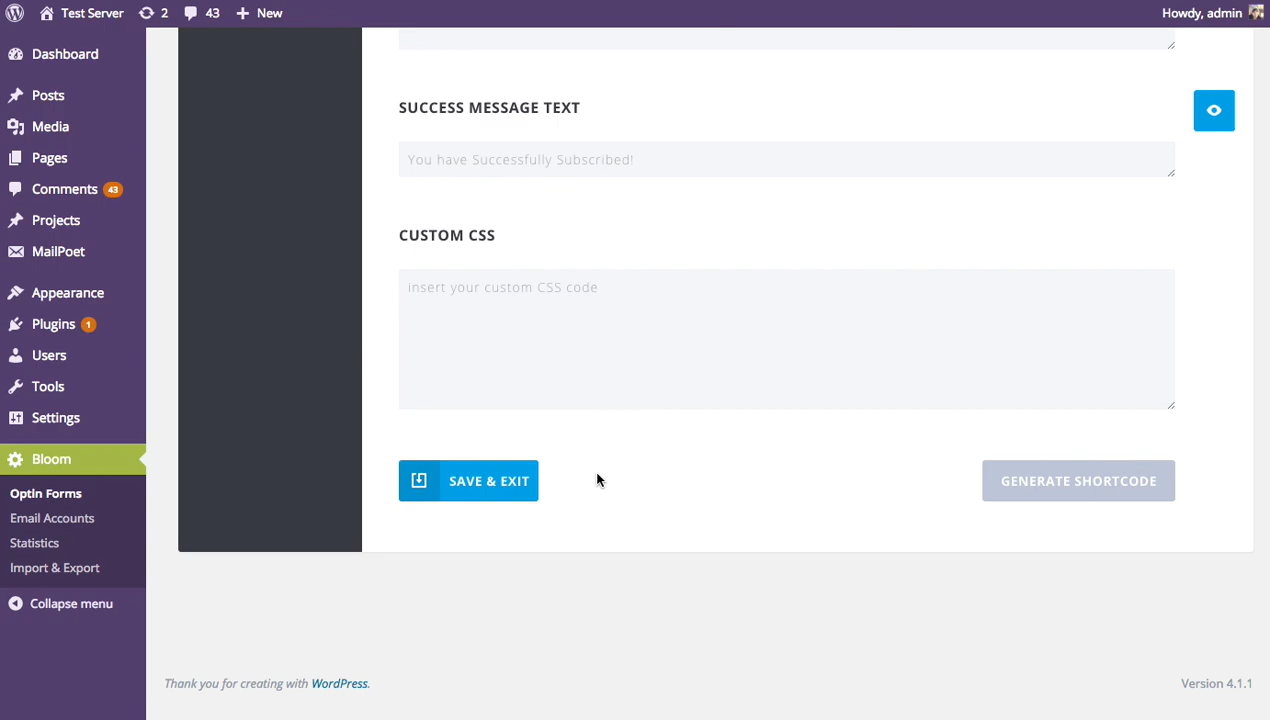 Test Server 2 43 New Howdy, admin
Dashboard
Posts
Media
Pages
Comments 43
Projects
MailPoet
Appearance
Plugins 1
Users
Tools
Settings
Bloom
Optin Forms
Email Accounts
Statistics
Import & Export
Collapse menu
SUCCESS MESSAGE TEXT
You have Successfully Subscribed!
CUSTOM CSS
insert your custom CSS code
SAVE & EXIT
GENERATE SHORTCODE
Thank you for creating with WordPress.
Version 4.1.1